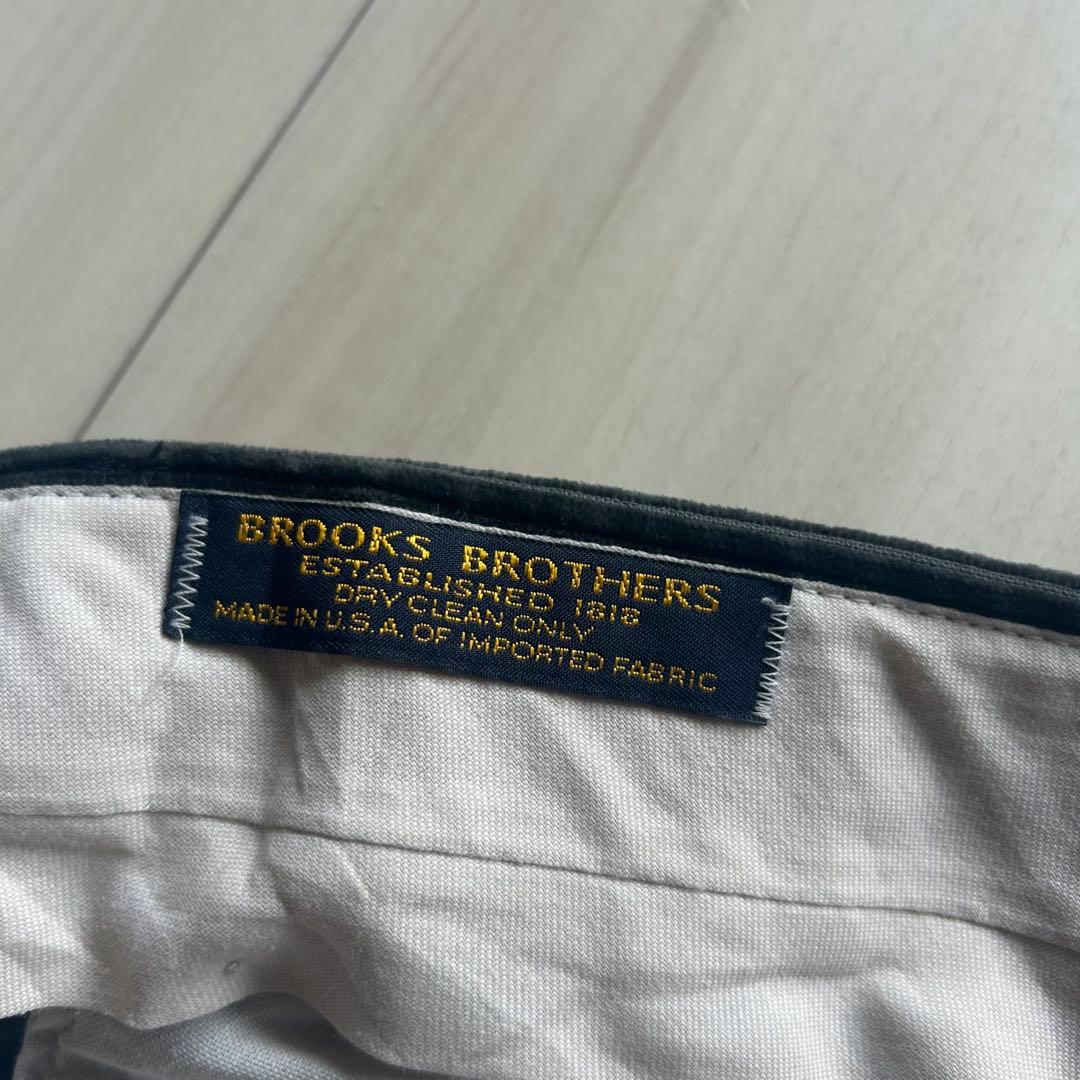 BROOKS BROTHERS
ESTABLISHED 1818
DRY CLEAN ONLY
MADE IN U.S.A. OF IMPORTED FABRIC